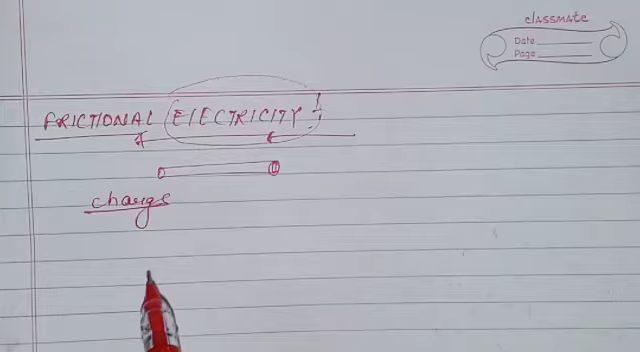 classmate
Date
Page
FRICTIONAL ELECTRICITY :-
charge